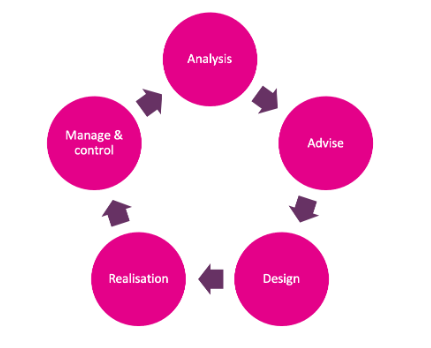 Analysis
Advise
Design
Realisation
Manage &
control